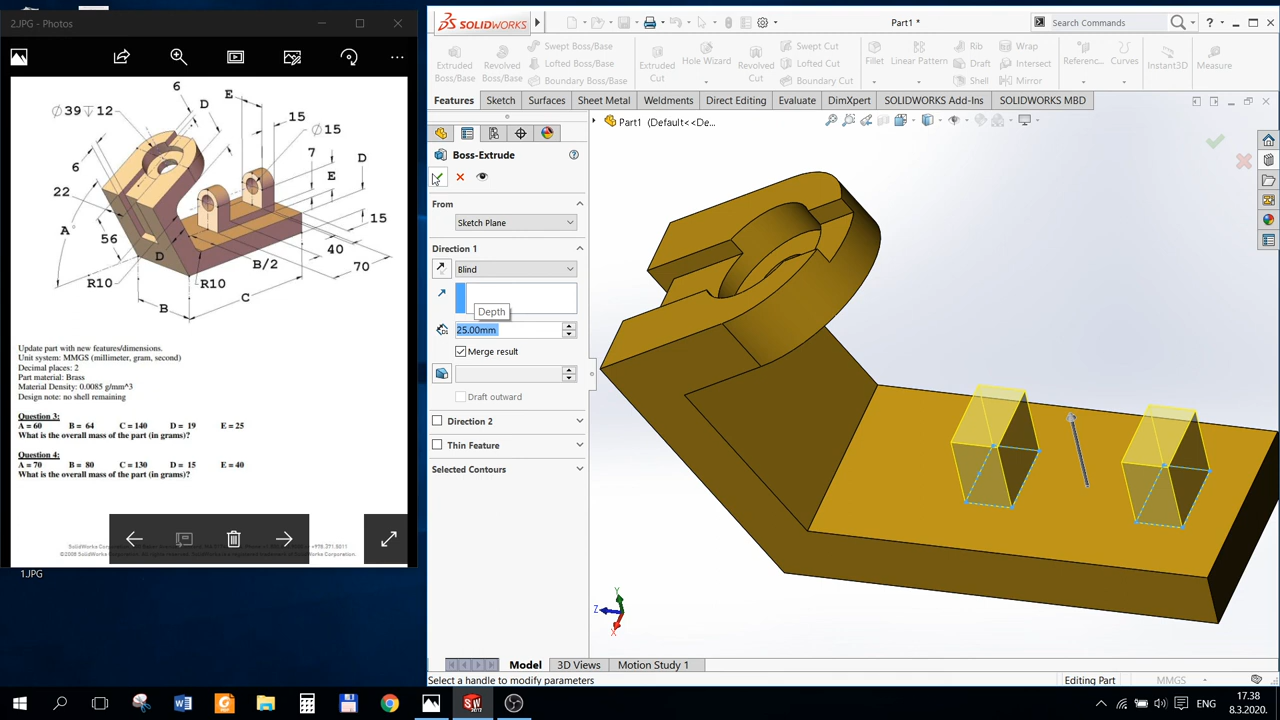 2.JPG - Photos
Ø39↧12
6
D
E
15
Ø15
7
D
E
6
22
A°
56
D
R10
R10
B
C
B/2
40
70
15
Update part with new features/dimensions.
Unit system: MMGS (millimeter, gram, second)
Decimal places: 2
Part material: Brass
Material Density: 0.0085 g/mm^3
Design note: no shell remaining
Question 3:
A = 60 B = 64 C = 140 D = 19 E = 25
What is the overall mass of the part (in grams)?
Question 4:
A = 70 B = 80 C = 130 D = 15 E = 40
What is the overall mass of the part (in grams)?
1.JPG
SOLIDWORKS
Part1 *
Search Commands
Extruded Boss/Base
Revolved Boss/Base
Swept Boss/Base
Lofted Boss/Base
Boundary Boss/Base
Extruded Cut
Hole Wizard
Revolved Cut
Swept Cut
Lofted Cut
Boundary Cut
Fillet
Linear Pattern
Rib
Draft
Shell
Wrap
Intersect
Mirror
Referenc...
Curves
Instant3D
Measure
Features
Sketch
Surfaces
Sheet Metal
Weldments
Direct Editing
Evaluate
DimXpert
SOLIDWORKS Add-Ins
SOLIDWORKS MBD
Part1 (Default<<De...
Boss-Extrude
From
Sketch Plane
Direction 1
Blind
Depth
25.00mm
Merge result
Draft outward
Direction 2
Thin Feature
Selected Contours
Y
Z
X
Model
3D Views
Motion Study 1
Select a handle to modify parameters
Editing Part
MMGS
ENG
17.38
8.3.2020.